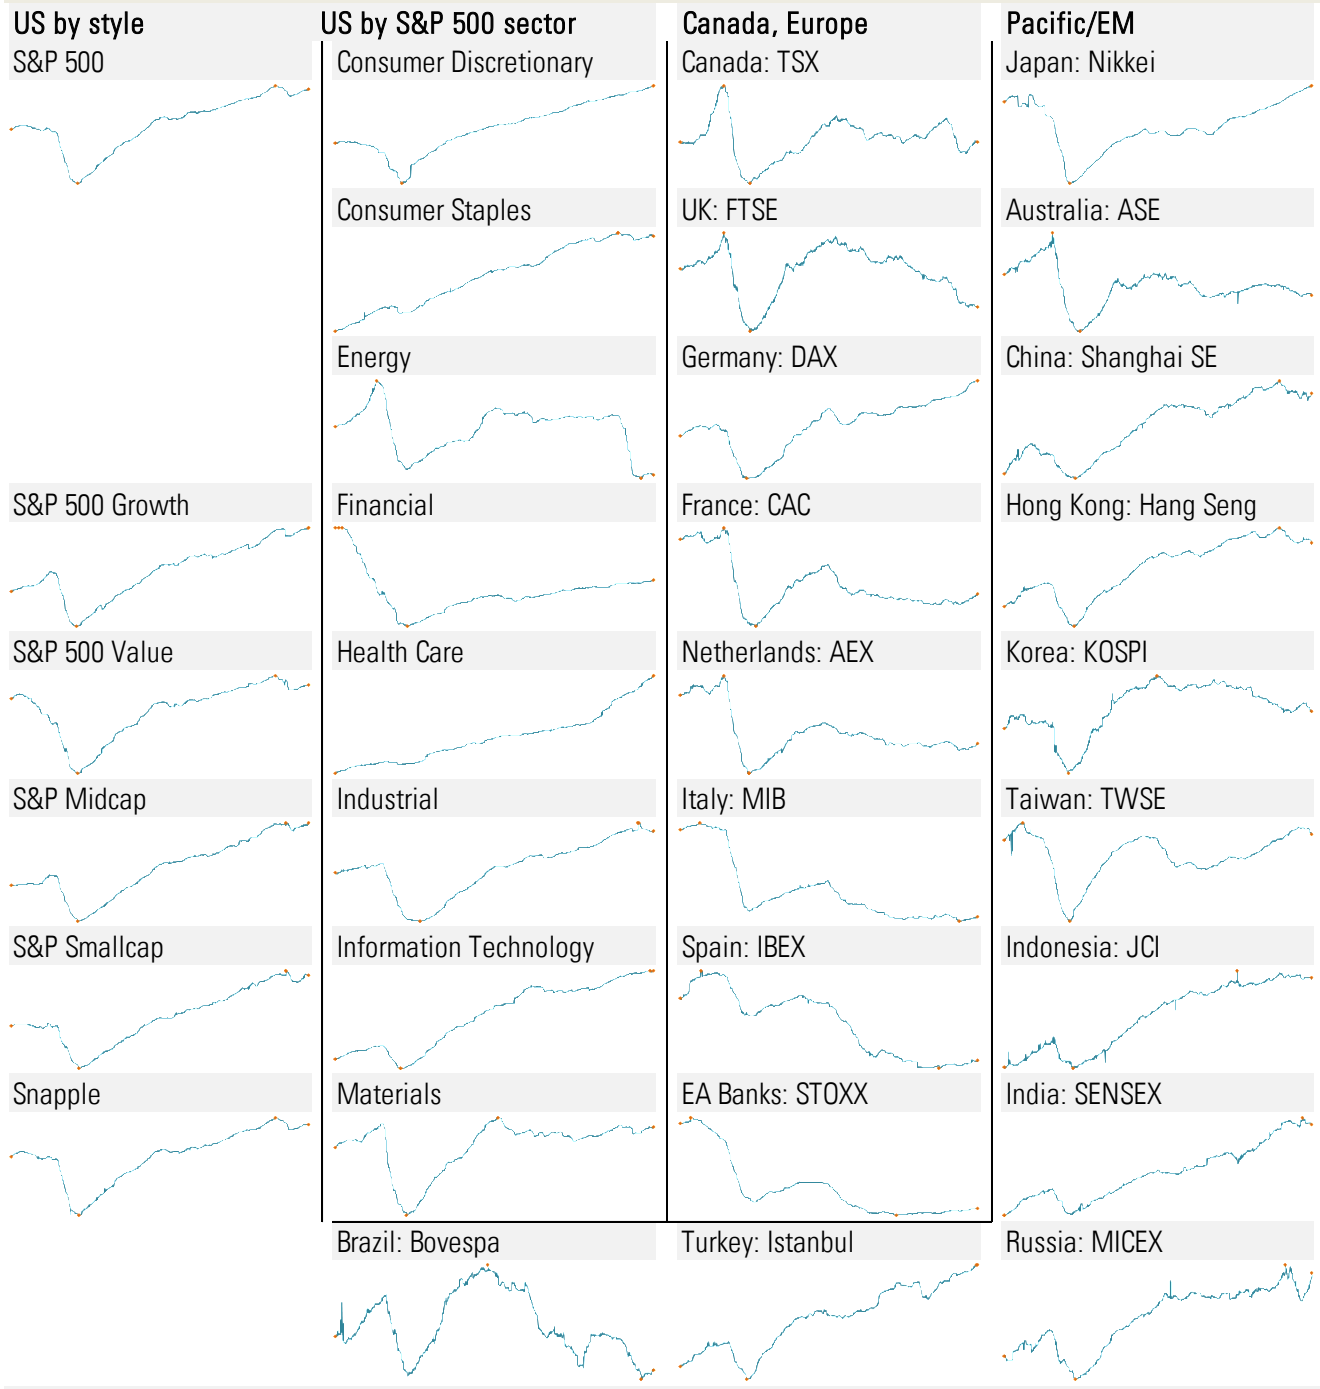 US by style
US by S&P 500 sector
Canada, Europe
Pacific/EM
S&P 500
Consumer Discretionary
Canada: TSX
Japan: Nikkei
Consumer Staples
UK: FTSE
Australia: ASE
Energy
Germany: DAX
China: Shanghai SE
S&P 500 Growth
Financial
France: CAC
Hong Kong: Hang Seng
S&P 500 Value
Health Care
Netherlands: AEX
Korea: KOSPI
S&P Midcap
Industrial
Italy: MIB
Taiwan: TWSE
S&P Smallcap
Information Technology
Spain: IBEX
Indonesia: JCI
Snapple
Materials
EA Banks: STOXX
India: SENSEX
Brazil: Bovespa
Turkey: Istanbul
Russia: MICEX